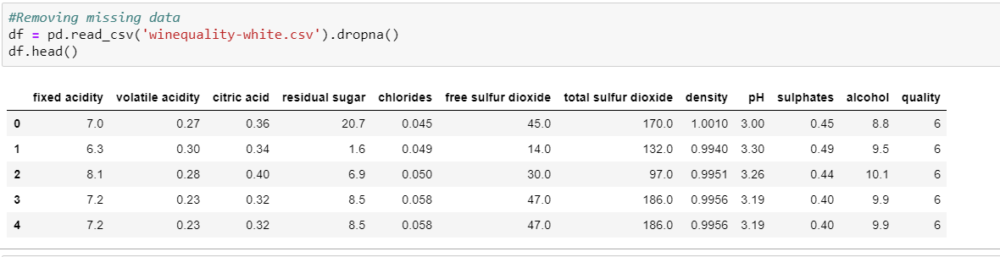 #Removing missing data
df = pd.read_csv('winequality-white.csv').dropna()
df.head()
fixed acidity volatile acidity citric acid residual sugar chlorides free sulfur dioxide total sulfur dioxide density pH sulphates alcohol quality
0 7.0 0.27 0.36 20.7 0.045 45.0 170.0 1.0010 3.00 0.45 8.8 6
1 6.3 0.30 0.34 1.6 0.049 14.0 132.0 0.9940 3.30 0.49 9.5 6
2 8.1 0.28 0.40 6.9 0.050 30.0 97.0 0.9951 3.26 0.44 10.1 6
3 7.2 0.23 0.32 8.5 0.058 47.0 186.0 0.9956 3.19 0.40 9.9 6
4 7.2 0.23 0.32 8.5 0.058 47.0 186.0 0.9956 3.19 0.40 9.9 6